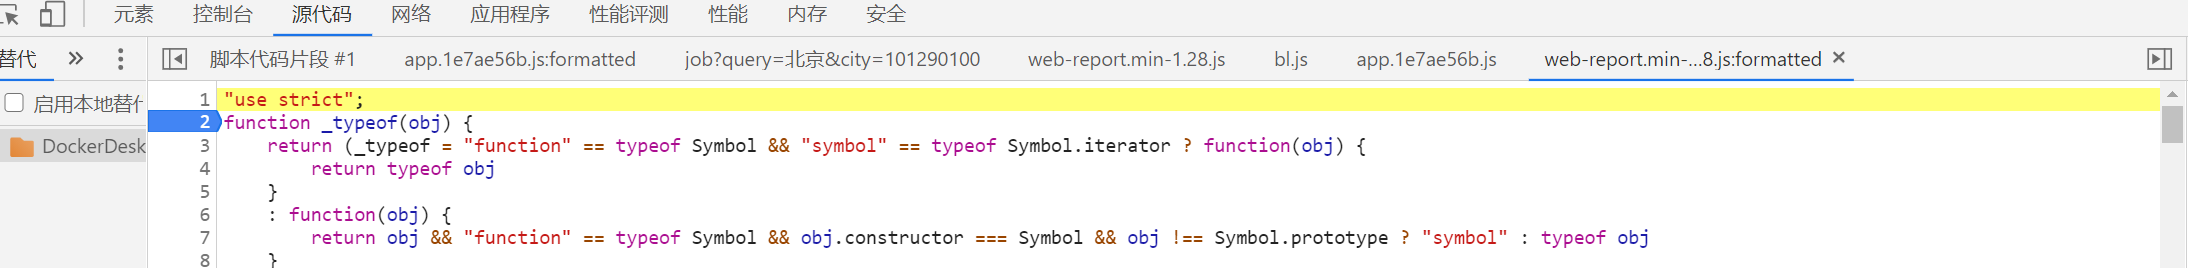 元素 控制台 源代码 网络 应用程序 性能评测 性能 内存 安全
替代 » 脚本代码片段 #1 app.1e7ae56b.js:formatted job?query=北京&city=101290100 web-report.min-1.28.js bl.js app.1e7ae56b.js web-report.min-...8.js:formatted ×
启用本地替代
DockerDesk
1 "use strict";
2 function _typeof(obj) {
3 return (_typeof = "function" == typeof Symbol && "symbol" == typeof Symbol.iterator ? function(obj) {
4 return typeof obj
5 }
6 : function(obj) {
7 return obj && "function" == typeof Symbol && obj.constructor === Symbol && obj !== Symbol.prototype ? "symbol" : typeof obj
8 }